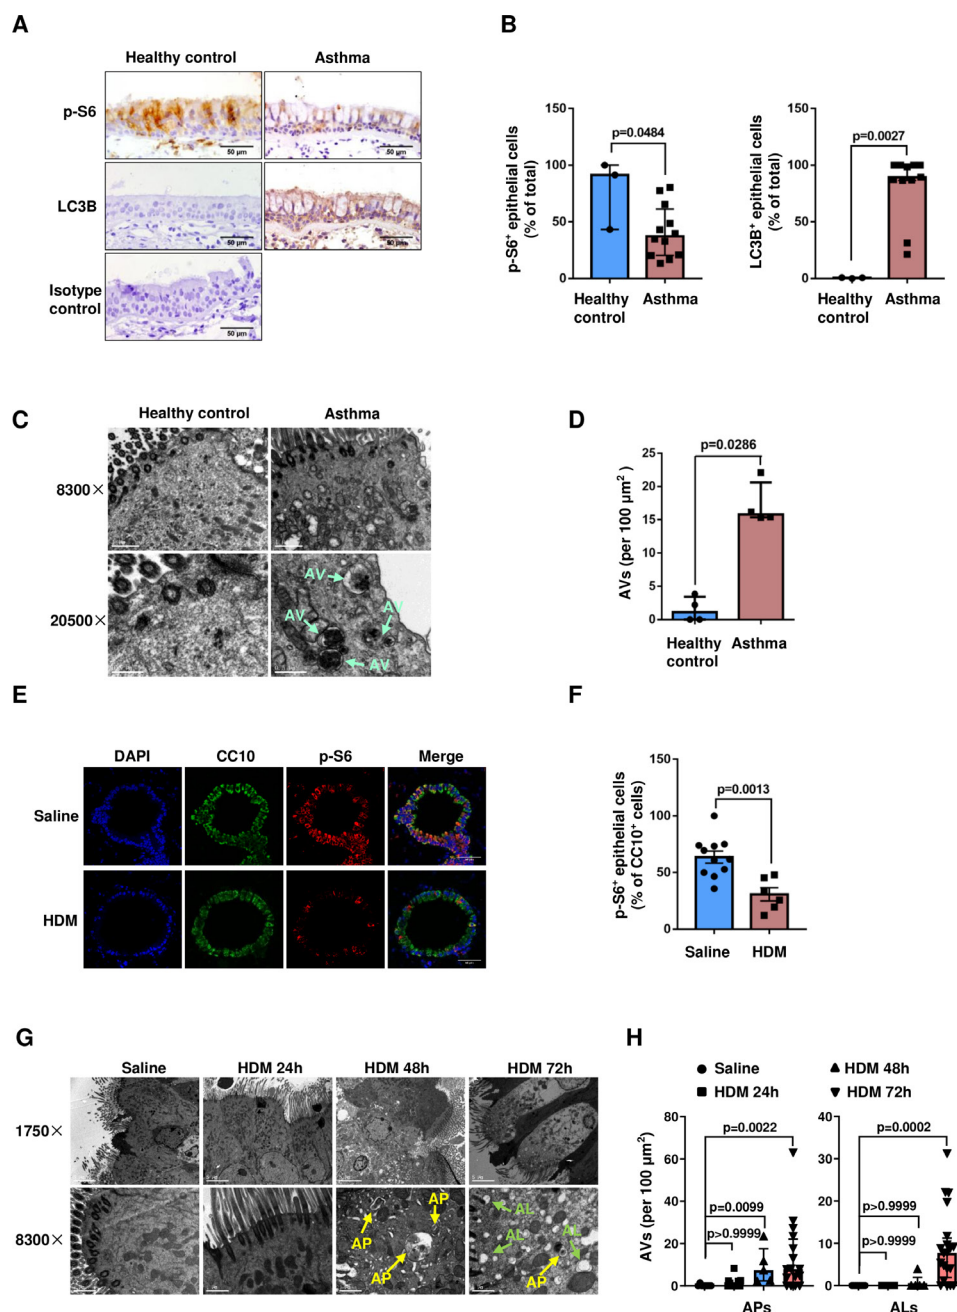 A
Healthy control
Asthma
p-S6
50 µm
50 µm
LC3B
50 µm
50 µm
Isotype
control
50 µm
B
p-S6⁺ epithelial cells
(% of total)
150
100
50
0
p=0.0484
Healthy
control
Asthma
LC3B⁺ epithelial cells
(% of total)
150
100
50
0
p=0.0027
Healthy
control
Asthma
C
Healthy control
Asthma
8300×
20500×
AV
AV
AV
AV
D
AVs (per 100 µm²)
25
20
15
10
5
0
p=0.0286
Healthy
control
Asthma
E
DAPI
CC10
p-S6
Merge
Saline
HDM
F
p-S6⁺ epithelial cells
(% of CC10⁺ cells)
150
100
50
0
p=0.0013
Saline
HDM
G
Saline
HDM 24h
HDM 48h
HDM 72h
1750×
8300×
AP
AP
AP
AP
AL
AL
AL
AP
H
Saline
HDM 24h
HDM 48h
HDM 72h
AVs (per 100 µm²)
80
60
40
20
0
p=0.0022
p=0.0099
p>0.9999
APs
40
30
20
10
0
p=0.0002
p>0.9999
p>0.9999
ALs